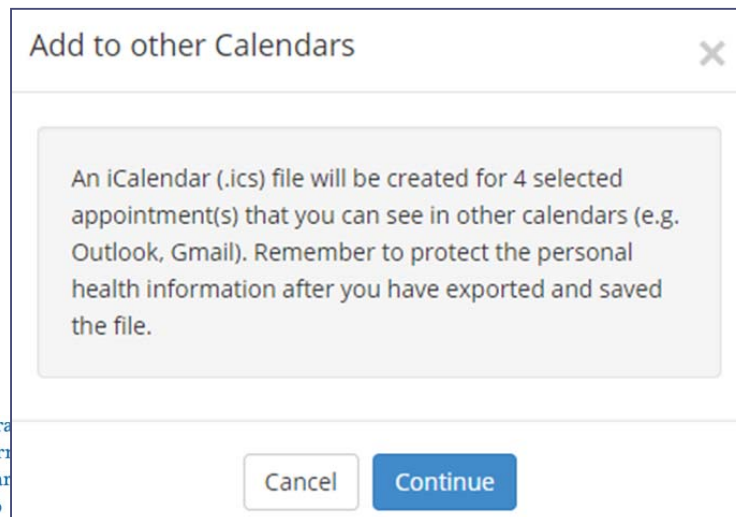 Add to other Calendars
An iCalendar (.ics) file will be created for 4 selected
appointment(s) that you can see in other calendars (e.g.
Outlook, Gmail). Remember to protect the personal
health information after you have exported and saved
the file.
Cancel Continue